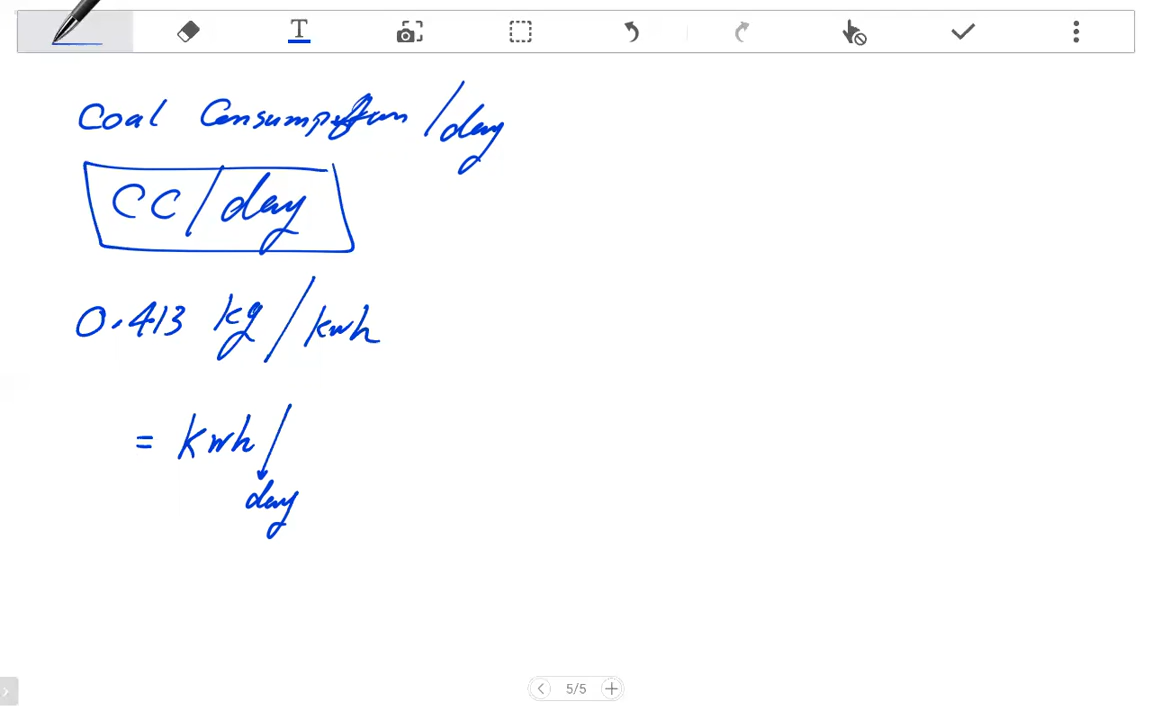 T
Coal Consumption / day
CC / day
0.413 kg / kwh
= kwh /
day
5/5